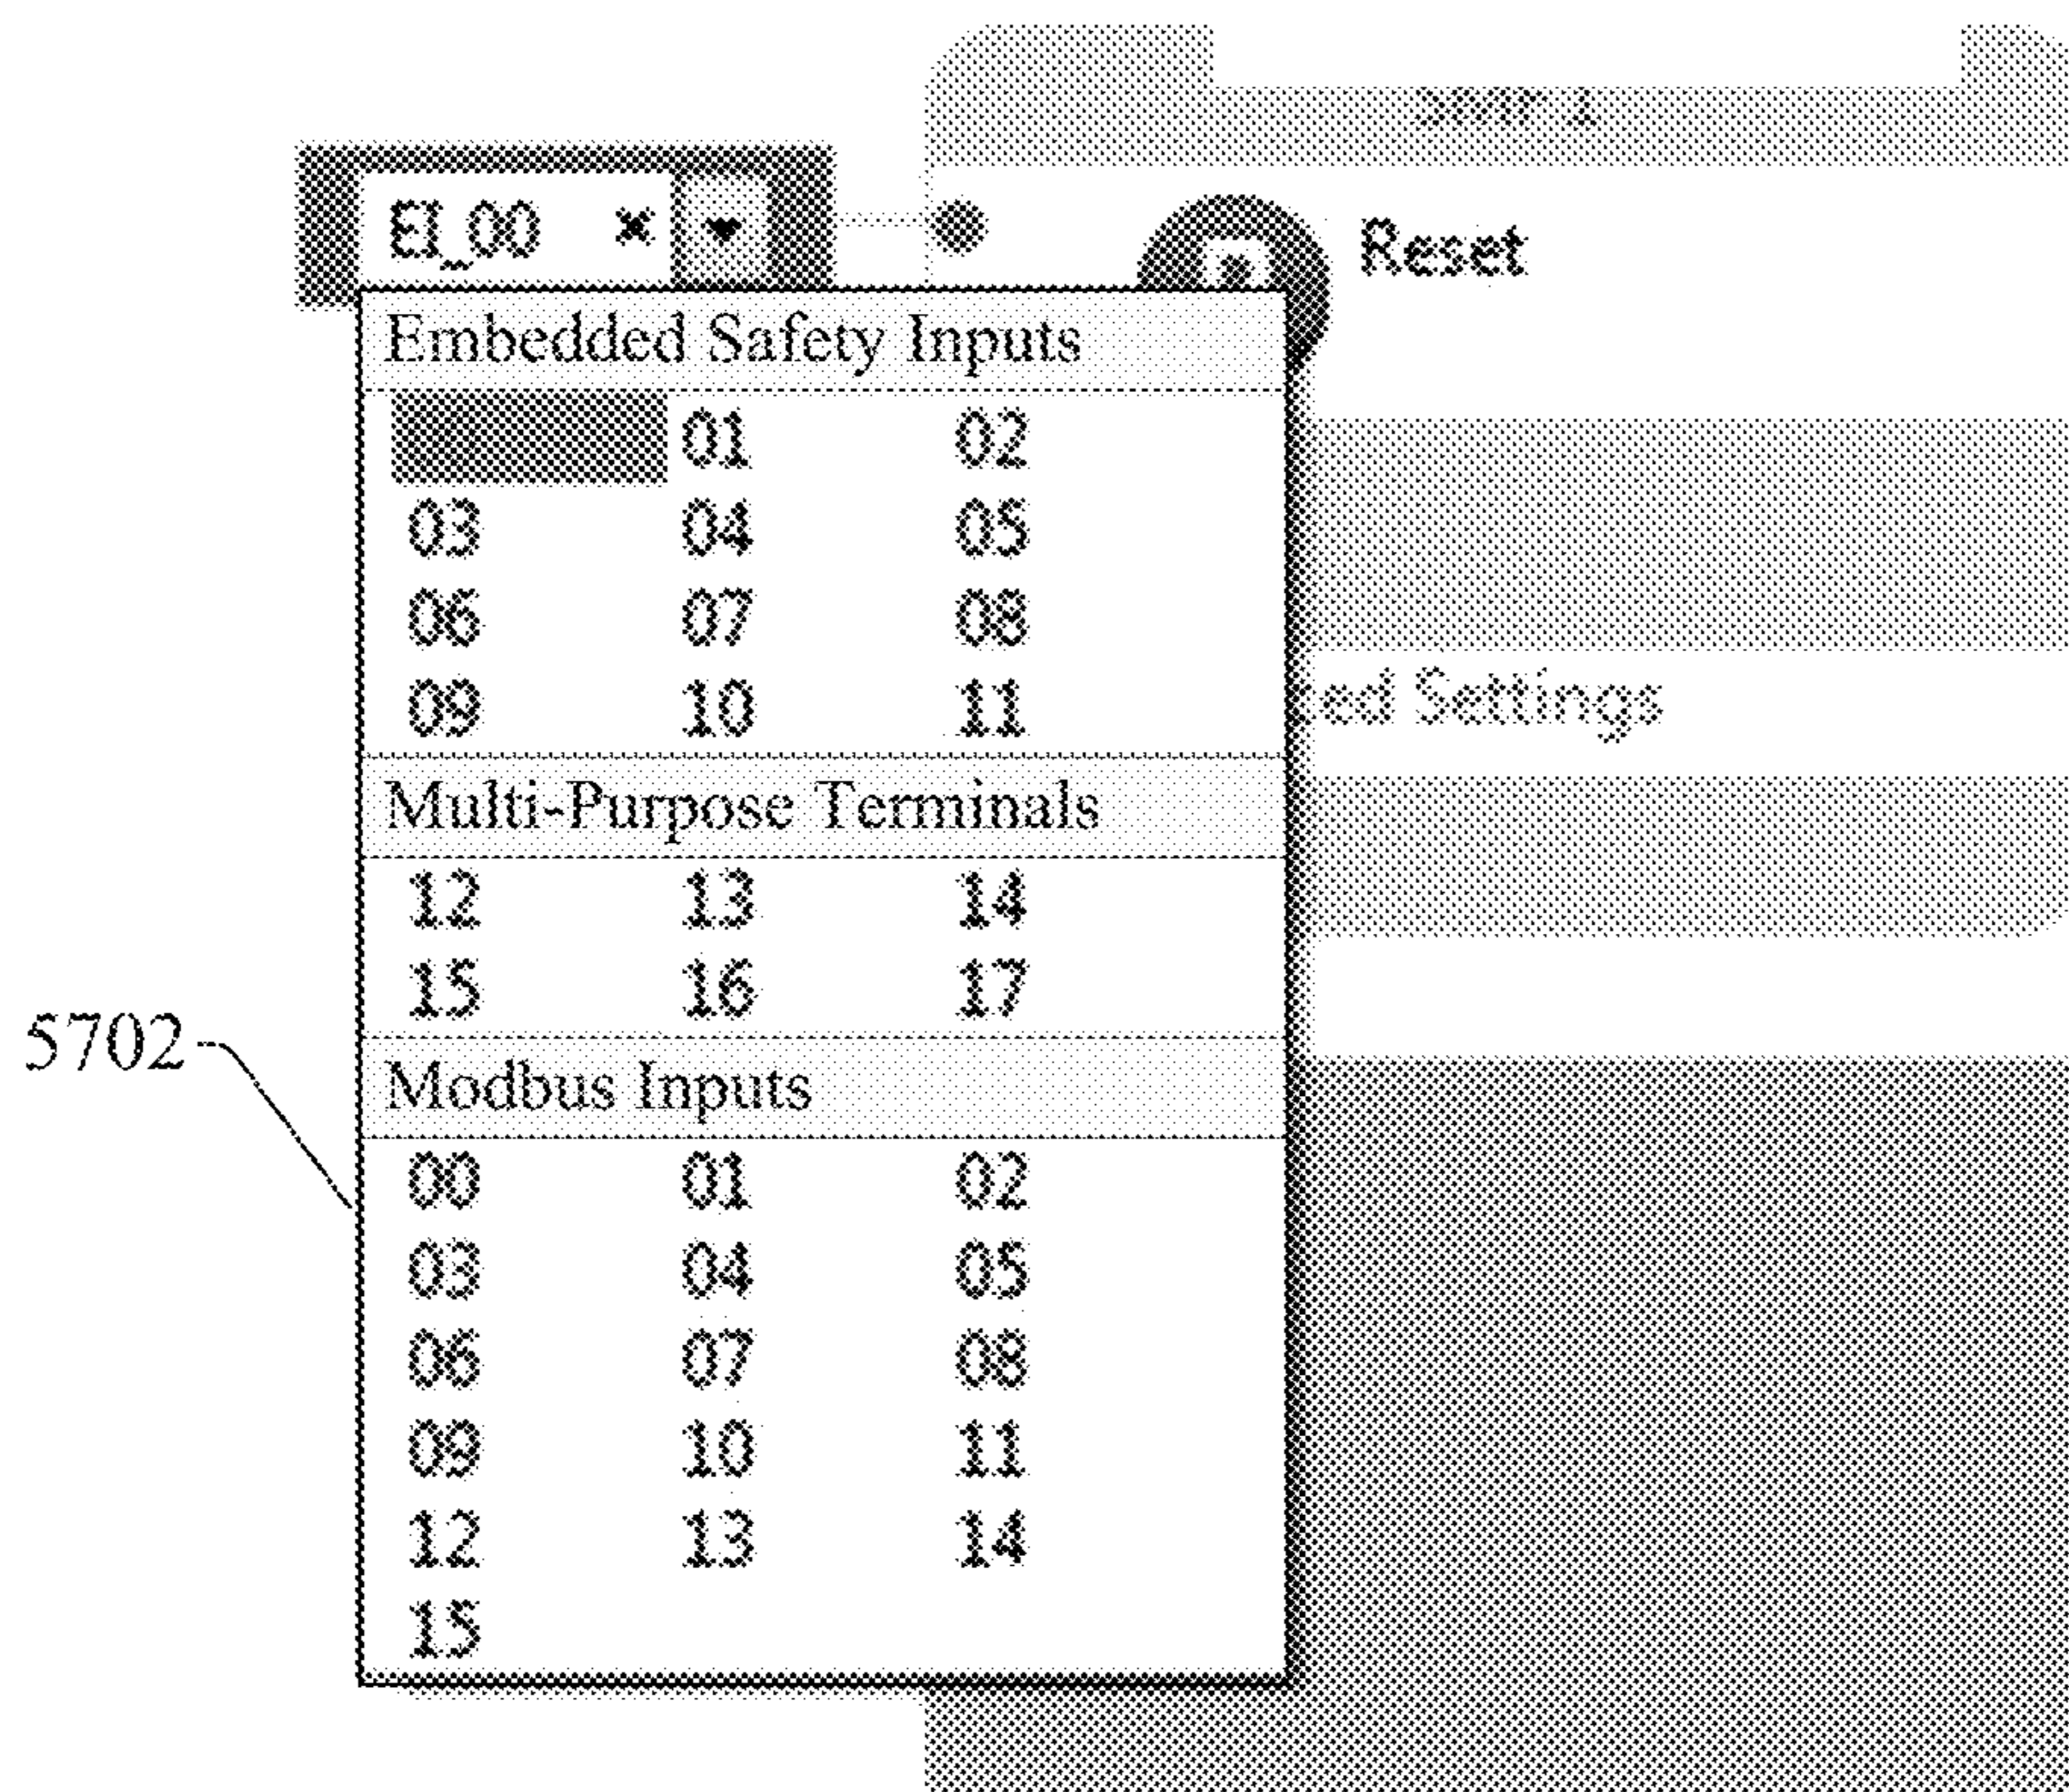 SMF 1
EI_00 × ▼
Reset
Embedded Safety Inputs
01 02
03 04 05
06 07 08
09 10 11
ed Settings
Multi-Purpose Terminals
12 13 14
15 16 17
5702
Modbus Inputs
00 01 02
03 04 05
06 07 08
09 10 11
12 13 14
15